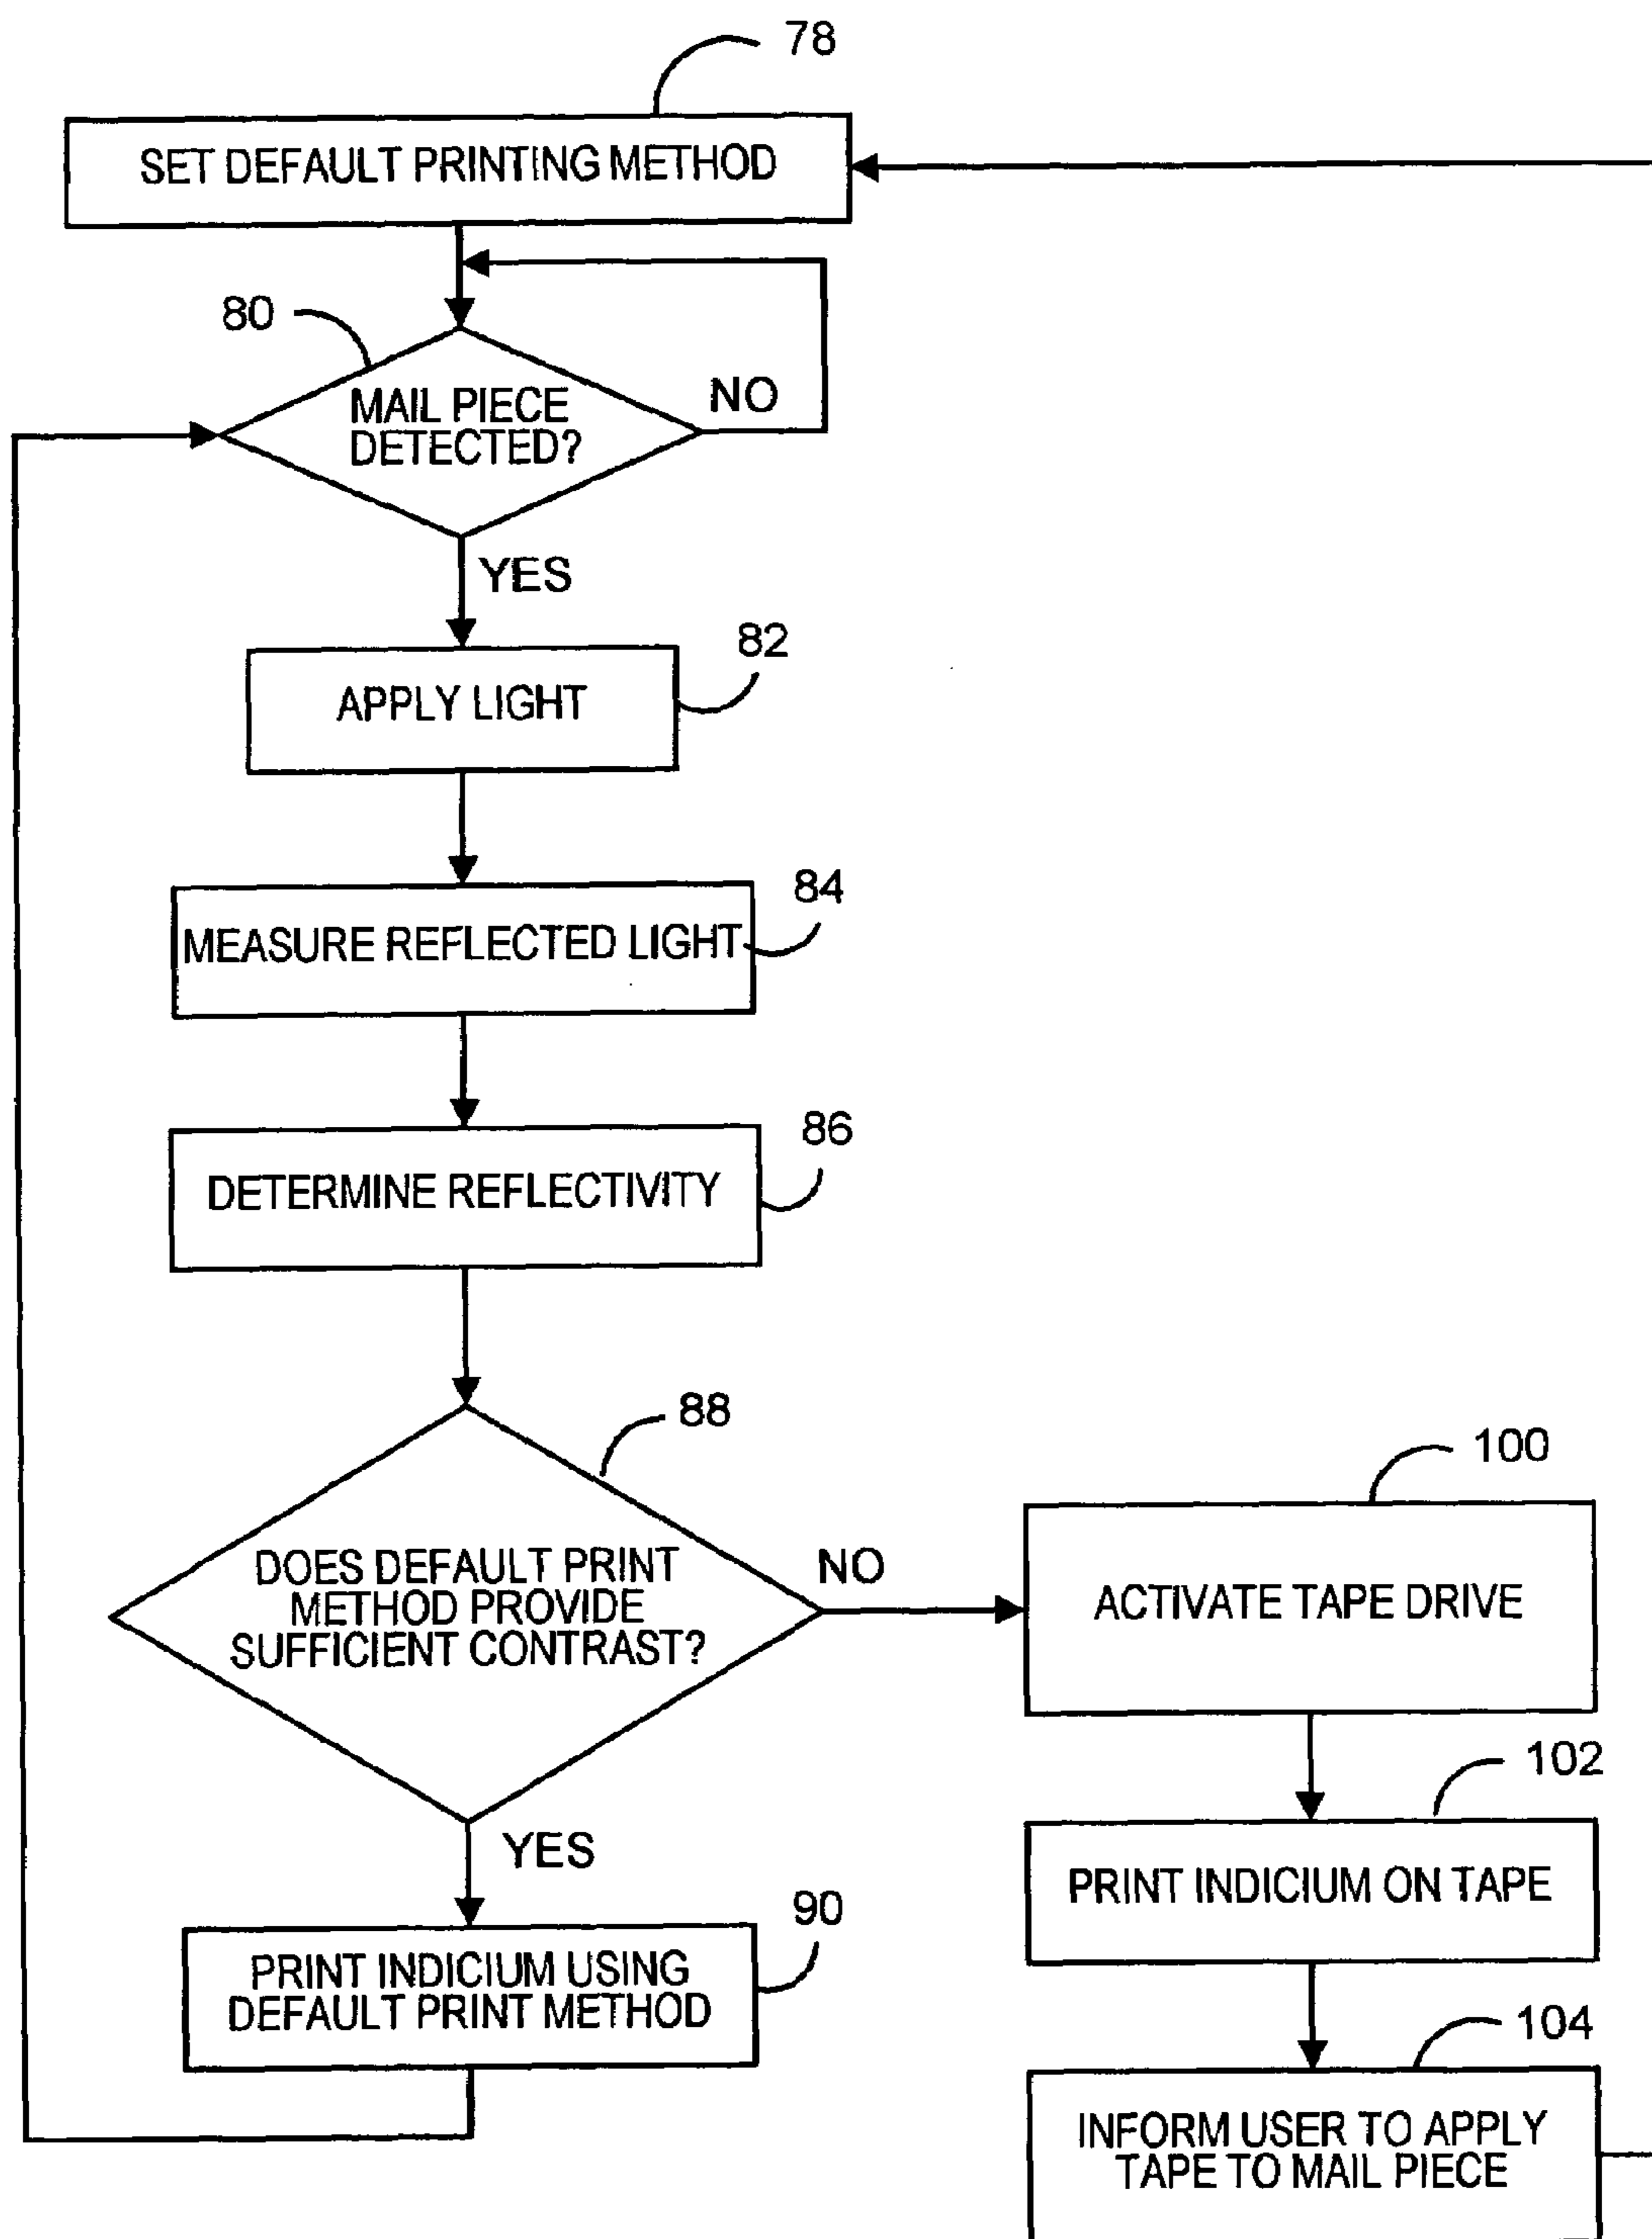 78
SET DEFAULT PRINTING METHOD
80
MAIL PIECE
DETECTED?
NO
YES
82
APPLY LIGHT
84
MEASURE REFLECTED LIGHT
86
DETERMINE REFLECTIVITY
88
DOES DEFAULT PRINT
METHOD PROVIDE
SUFFICIENT CONTRAST?
NO
YES
90
PRINT INDICIUM USING
DEFAULT PRINT METHOD
100
ACTIVATE TAPE DRIVE
102
PRINT INDICIUM ON TAPE
104
INFORM USER TO APPLY
TAPE TO MAIL PIECE